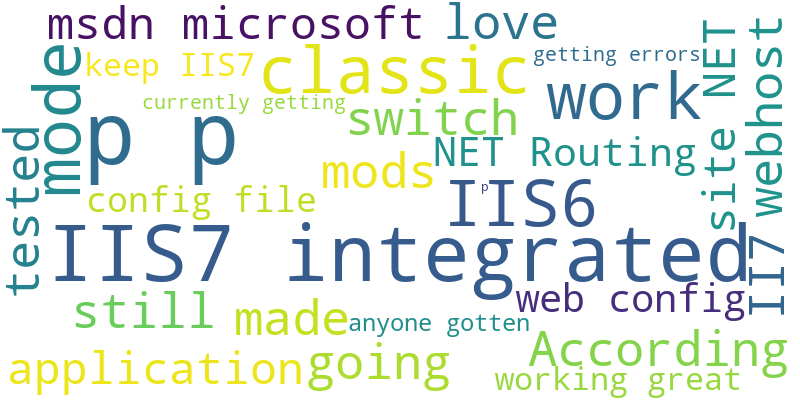 msdn microsoft
love
getting errors
keep IIS7
classic
currently getting
work
switch
p p
mode
tested
NET Routing
mods
config file
IIS6
p
IIS7 integrated
site NET
II7 webhost
web config
still
made
anyone gotten
According
going
application
working great